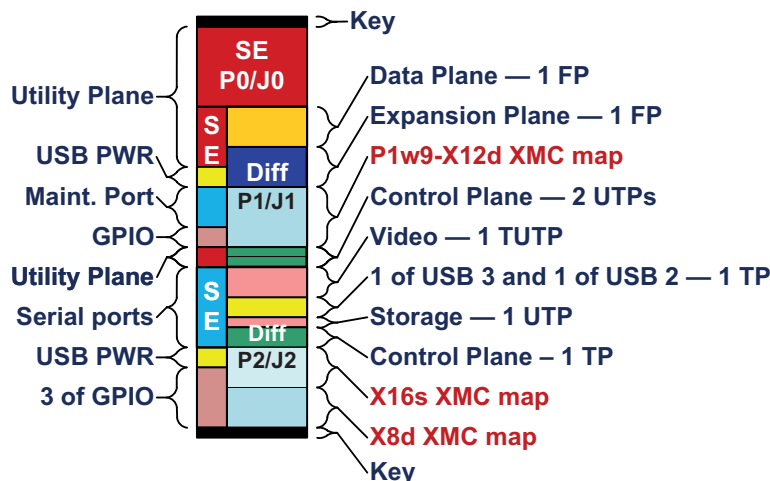 Key
SE
P0/J0
Utility Plane
Data Plane — 1 FP
Expansion Plane — 1 FP
S
E
USB PWR
Diff
P1w9-X12d XMC map
Maint. Port
P1/J1
Control Plane — 2 UTPs
GPIO
Video — 1 TUTP
Utility Plane
1 of USB 3 and 1 of USB 2 — 1 TP
S
E
Serial ports
Storage — 1 UTP
Diff
USB PWR
P2/J2
Control Plane – 1 TP
3 of GPIO
X16s XMC map
X8d XMC map
Key